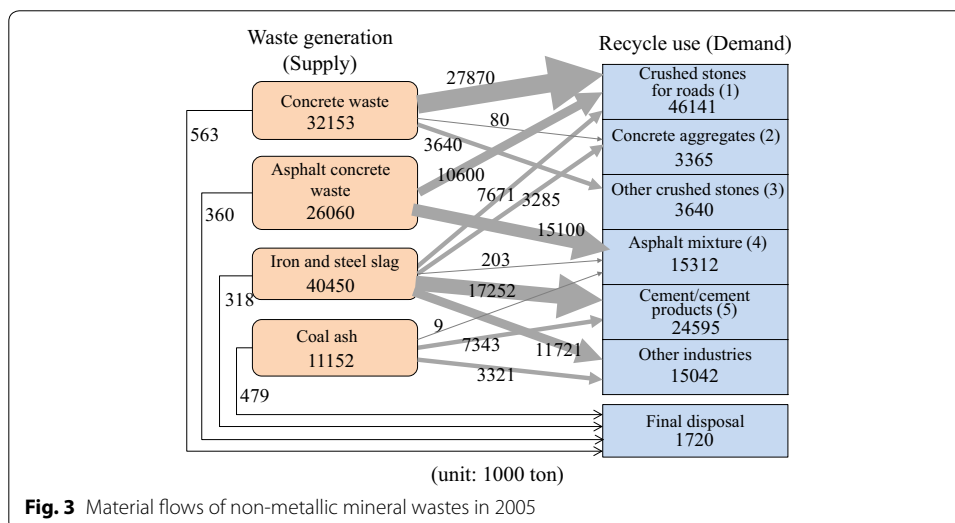 Waste generation
(Supply)
Recycle use (Demand)
Concrete waste
32153
Asphalt concrete
waste
26060
Iron and steel slag
40450
Coal ash
11152
563
360
318
479
27870
80
3640
10600
7671
3285
15100
203
17252
9
7343
11721
3321
Crushed stones
for roads (1)
46141
Concrete aggregates (2)
3365
Other crushed stones (3)
3640
Asphalt mixture (4)
15312
Cement/cement
products (5)
24595
Other industries
15042
Final disposal
1720
(unit: 1000 ton)
Fig. 3 Material flows of non-metallic mineral wastes in 2005